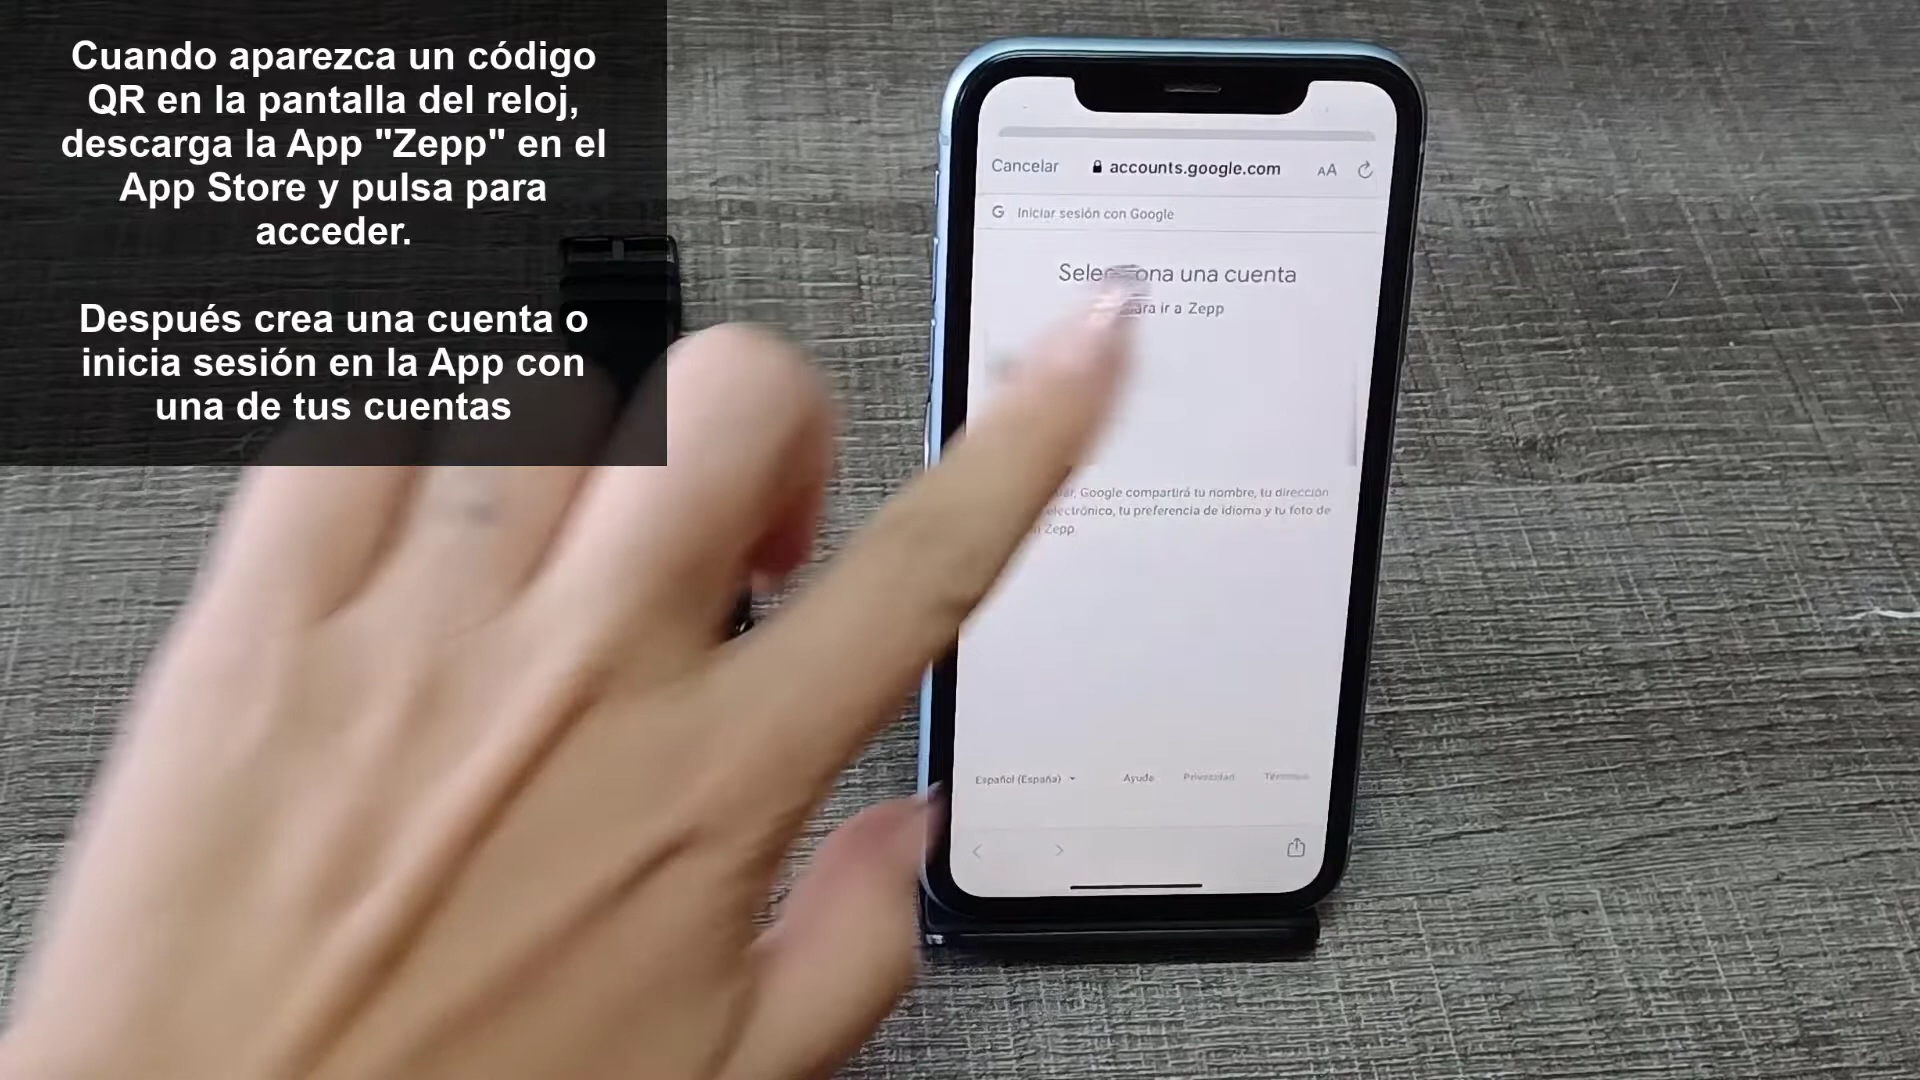 Cuando aparezca un código
QR en la pantalla del reloj,
descarga la App "Zepp" en el
App Store y pulsa para
acceder.
Después crea una cuenta o
inicia sesión en la App con
una de tus cuentas
Cancelar accounts.google.com AA
G Iniciar sesión con Google
una cuenta
ir a Zepp
Google compartirá tu nombre, tu dirección
electrónico, tu preferencia de idioma y tu foto de
Zepp
Español (España) Ayuda Privacidad Términos